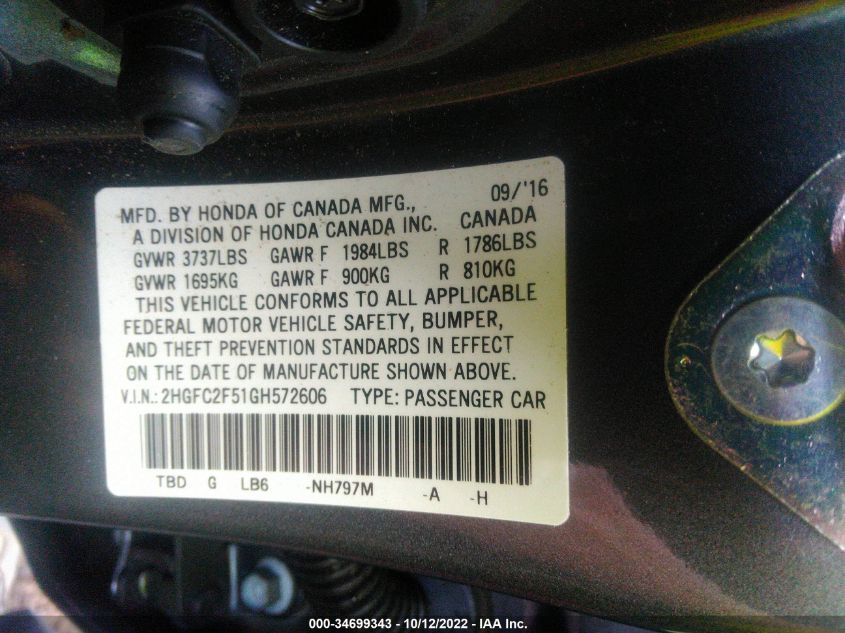 09/'16
MFD. BY HONDA OF CANADA MFG.,
A DIVISION OF HONDA CANADA INC. CANADA
GVWR 3737LBS GAWR F 1984LBS R 1786LBS
GVWR 1695KG GAWR F 900KG R 810KG
THIS VEHICLE CONFORMS TO ALL APPLICABLE
FEDERAL MOTOR VEHICLE SAFETY, BUMPER,
AND THEFT PREVENTION STANDARDS IN EFFECT
ON THE DATE OF MANUFACTURE SHOWN ABOVE.
V.I.N.: 2HGFC2F51GH572606 TYPE: PASSENGER CAR
TBD G LB6 -NH797M -A -H
000-34699343 - 10/12/2022 - IAA Inc.